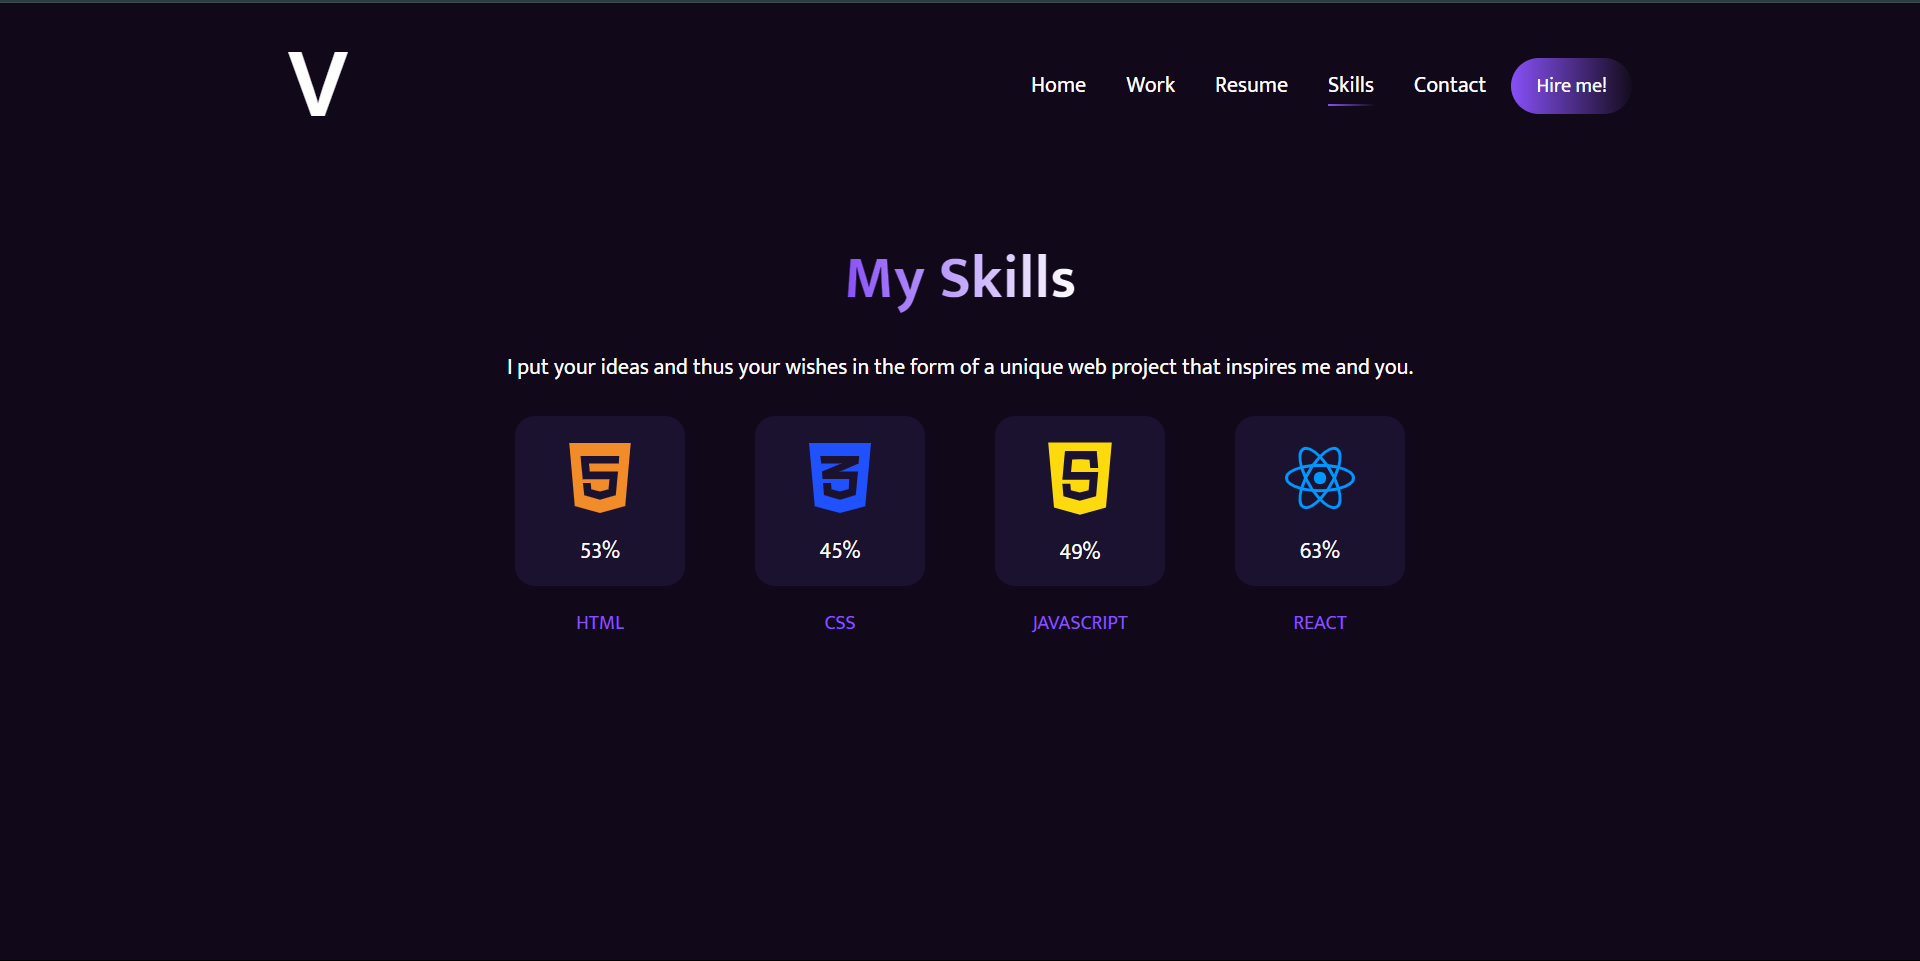 V
Home Work Resume Skills Contact Hire me!
My Skills
I put your ideas and thus your wishes in the form of a unique web project that inspires me and you.
53% 45% 49% 63%
HTML CSS JAVASCRIPT REACT